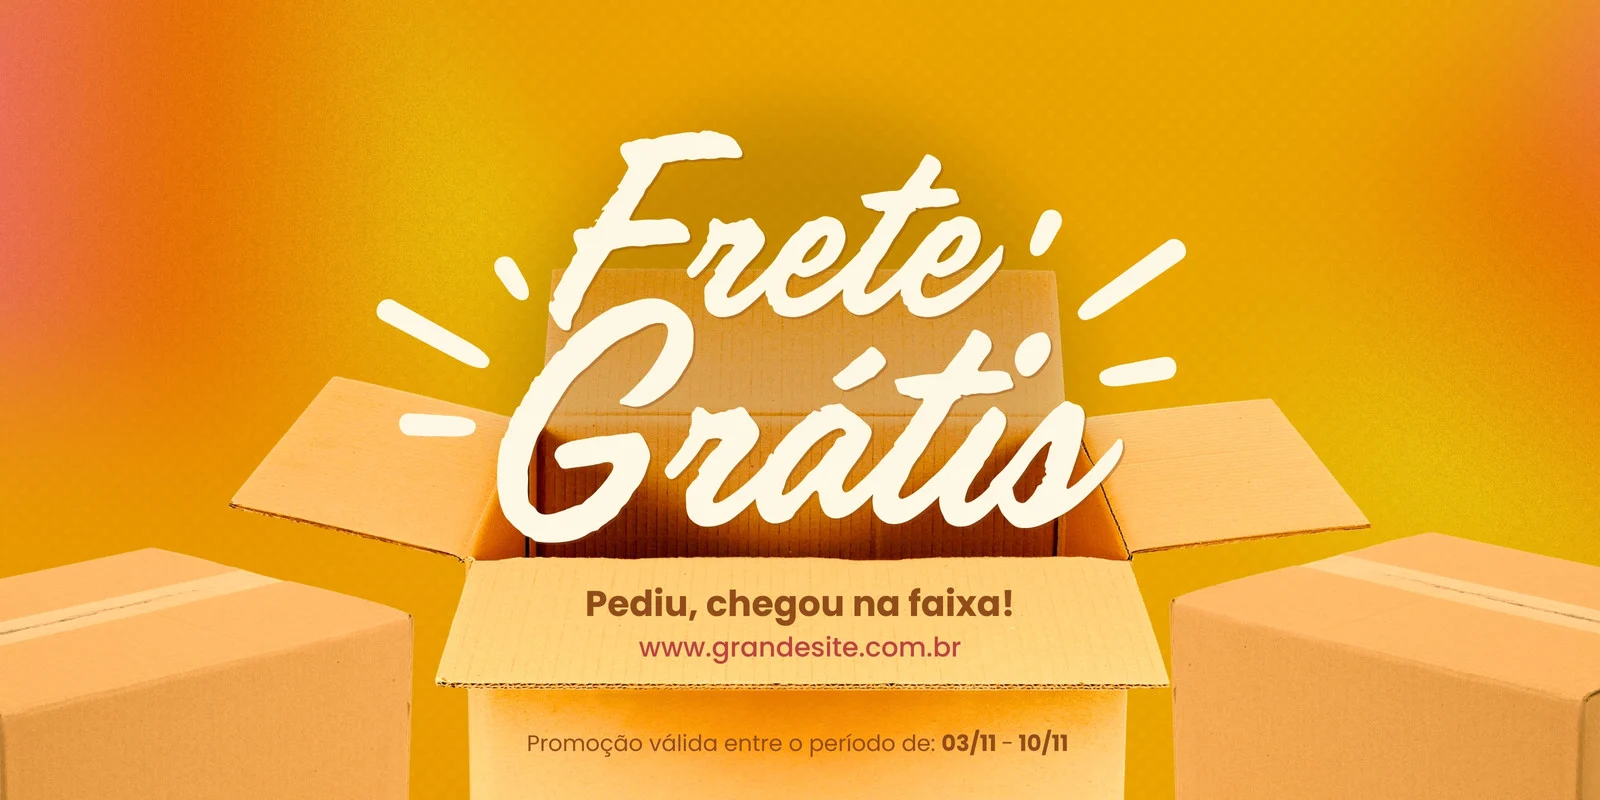 Frete
Grátis
Pediu, chegou na faixa!
www.grandesite.com.br
Promoção válida entre o período de: 03/11 - 10/11